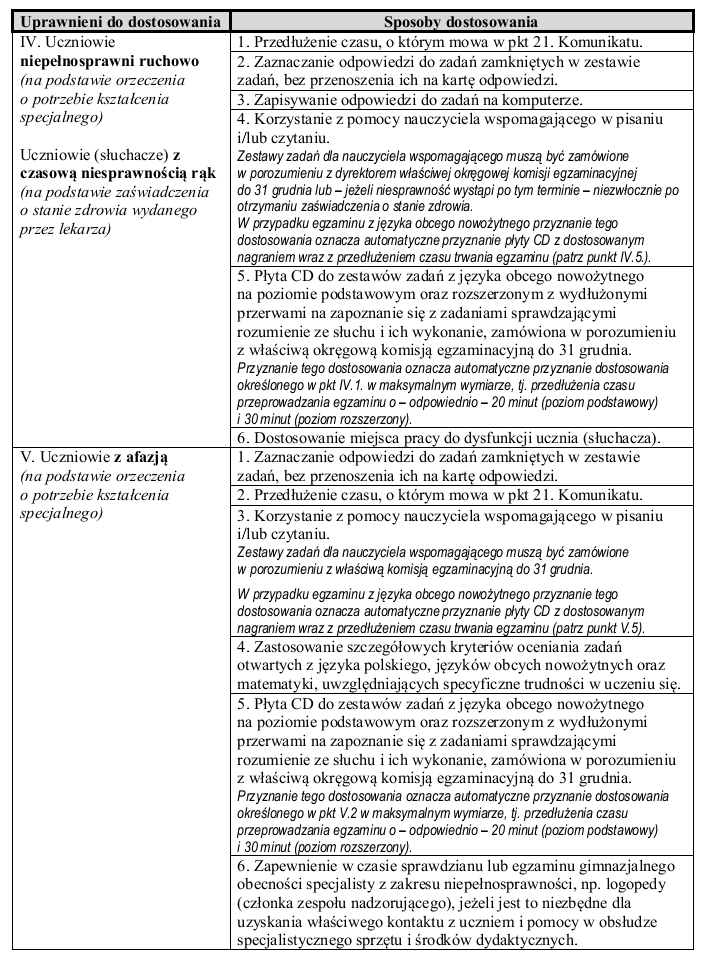 Uprawnieni do dostosowania
Sposoby dostosowania
IV. Uczniowie
niepełnosprawni ruchowo
(na podstawie orzeczenia
o potrzebie kształcenia
specjalnego)
Uczniowie (słuchacze) z
czasową niesprawnością rąk
(na podstawie zaświadczenia
o stanie zdrowia wydanego
przez lekarza)
1. Przedłużenie czasu, o którym mowa w pkt 21. Komunikatu.
2. Zaznaczanie odpowiedzi do zadań zamkniętych w zestawie
zadań, bez przenoszenia ich na kartę odpowiedzi.
3. Zapisywanie odpowiedzi do zadań na komputerze.
4. Korzystanie z pomocy nauczyciela wspomagającego w pisaniu
i/lub czytaniu.
Zestawy zadań dla nauczyciela wspomagającego muszą być zamówione
w porozumieniu z dyrektorem właściwej okręgowej komisji egzaminacyjnej
do 31 grudnia lub – jeżeli niesprawność wystąpi po tym terminie – niezwłocznie po
otrzymaniu zaświadczenia o stanie zdrowia.
W przypadku egzaminu z języka obcego nowożytnego przyznanie tego
dostosowania oznacza automatyczne przyznanie płyty CD z dostosowanym
nagraniem wraz z przedłużeniem czasu trwania egzaminu (patrz punkt IV.5.).
5. Płyta CD do zestawów zadań z języka obcego nowożytnego
na poziomie podstawowym oraz rozszerzonym z wydłużonymi
przerwami na zapoznanie się z zadaniami sprawdzającymi
rozumienie ze słuchu i ich wykonanie, zamówiona w porozumieniu
z właściwą okręgową komisją egzaminacyjną do 31 grudnia.
Przyznanie tego dostosowania oznacza automatyczne przyznanie dostosowania
określonego w pkt IV.1. w maksymalnym wymiarze, tj. przedłużenia czasu
przeprowadzania egzaminu o – odpowiednio – 20 minut (poziom podstawowy)
i 30 minut (poziom rozszerzony).
6. Dostosowanie miejsca pracy do dysfunkcji ucznia (słuchacza).
V. Uczniowie z afazją
(na podstawie orzeczenia
o potrzebie kształcenia
specjalnego)
1. Zaznaczanie odpowiedzi do zadań zamkniętych w zestawie
zadań, bez przenoszenia ich na kartę odpowiedzi.
2. Przedłużenie czasu, o którym mowa w pkt 21. Komunikatu.
3. Korzystanie z pomocy nauczyciela wspomagającego w pisaniu
i/lub czytaniu.
Zestawy zadań dla nauczyciela wspomagającego muszą być zamówione
w porozumieniu z właściwą komisją egzaminacyjną do 31 grudnia.
W przypadku egzaminu z języka obcego nowożytnego przyznanie tego
dostosowania oznacza automatyczne przyznanie płyty CD z dostosowanym
nagraniem wraz z przedłużeniem czasu trwania egzaminu (patrz punkt V.5).
4. Zastosowanie szczegółowych kryteriów oceniania zadań
otwartych z języka polskiego, języków obcych nowożytnych oraz
matematyki, uwzględniających specyficzne trudności w uczeniu się.
5. Płyta CD do zestawów zadań z języka obcego nowożytnego
na poziomie podstawowym oraz rozszerzonym z wydłużonymi
przerwami na zapoznanie się z zadaniami sprawdzającymi
rozumienie ze słuchu i ich wykonanie, zamówiona w porozumieniu
z właściwą okręgową komisją egzaminacyjną do 31 grudnia.
Przyznanie tego dostosowania oznacza automatyczne przyznanie dostosowania
określonego w pkt V.2 w maksymalnym wymiarze, tj. przedłużenia czasu
przeprowadzania egzaminu o – odpowiednio – 20 minut (poziom podstawowy)
i 30 minut (poziom rozszerzony).
6. Zapewnienie w czasie sprawdzianu lub egzaminu gimnazjalnego
obecności specjalisty z zakresu niepełnosprawności, np. logopedy
(członka zespołu nadzorującego), jeżeli jest to niezbędne dla
uzyskania właściwego kontaktu z uczniem i pomocy w obsłudze
specjalistycznego sprzętu i środków dydaktycznych.